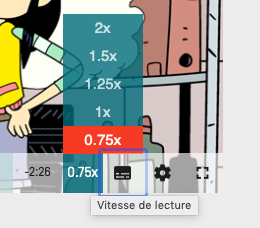 2x
1.5x
1.25x
1x
0.75x
-2:26 0.75x
Vitesse de lecture